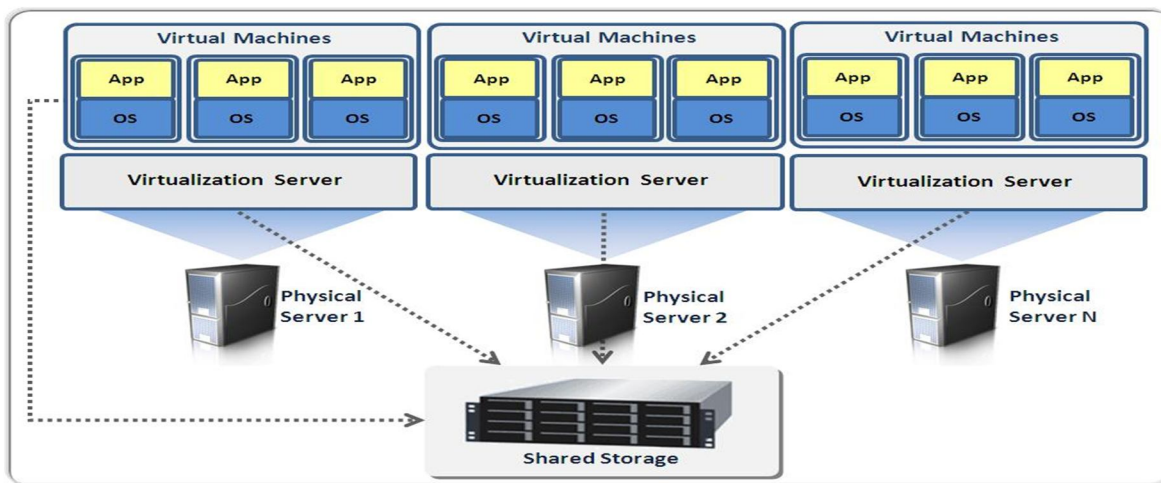 Virtual Machines
Virtual Machines
Virtual Machines
App
App
App
App
App
App
App
App
App
OS
OS
OS
OS
OS
OS
OS
OS
OS
Virtualization Server
Virtualization Server
Virtualization Server
Physical
Server 1
Physical
Server 2
Physical
Server N
Shared Storage